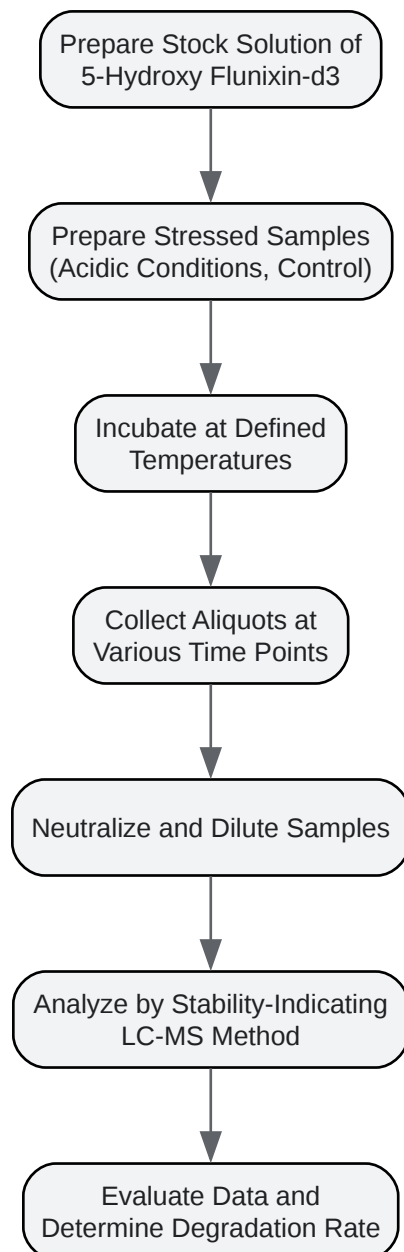 Prepare Stock Solution of
5-Hydroxy Flunixin-d3
Prepare Stressed Samples
(Acidic Conditions, Control)
Incubate at Defined
Temperatures
Collect Aliquots at
Various Time Points
Neutralize and Dilute Samples
Analyze by Stability-Indicating
LC-MS Method
Evaluate Data and
Determine Degradation Rate